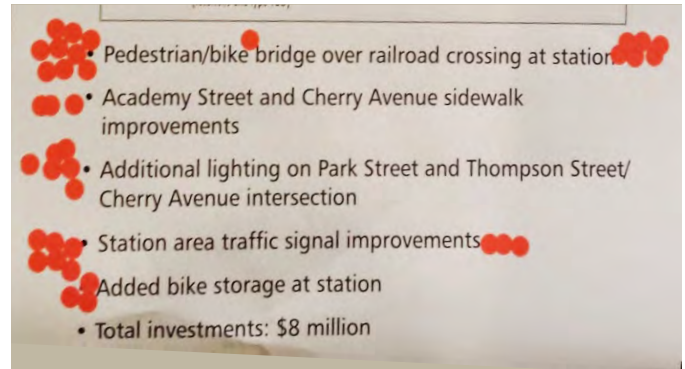 • Pedestrian/bike bridge over railroad crossing at station
• Academy Street and Cherry Avenue sidewalk
improvements
• Additional lighting on Park Street and Thompson Street/
Cherry Avenue intersection
• Station area traffic signal improvements
Added bike storage at station
• Total investments: $8 million